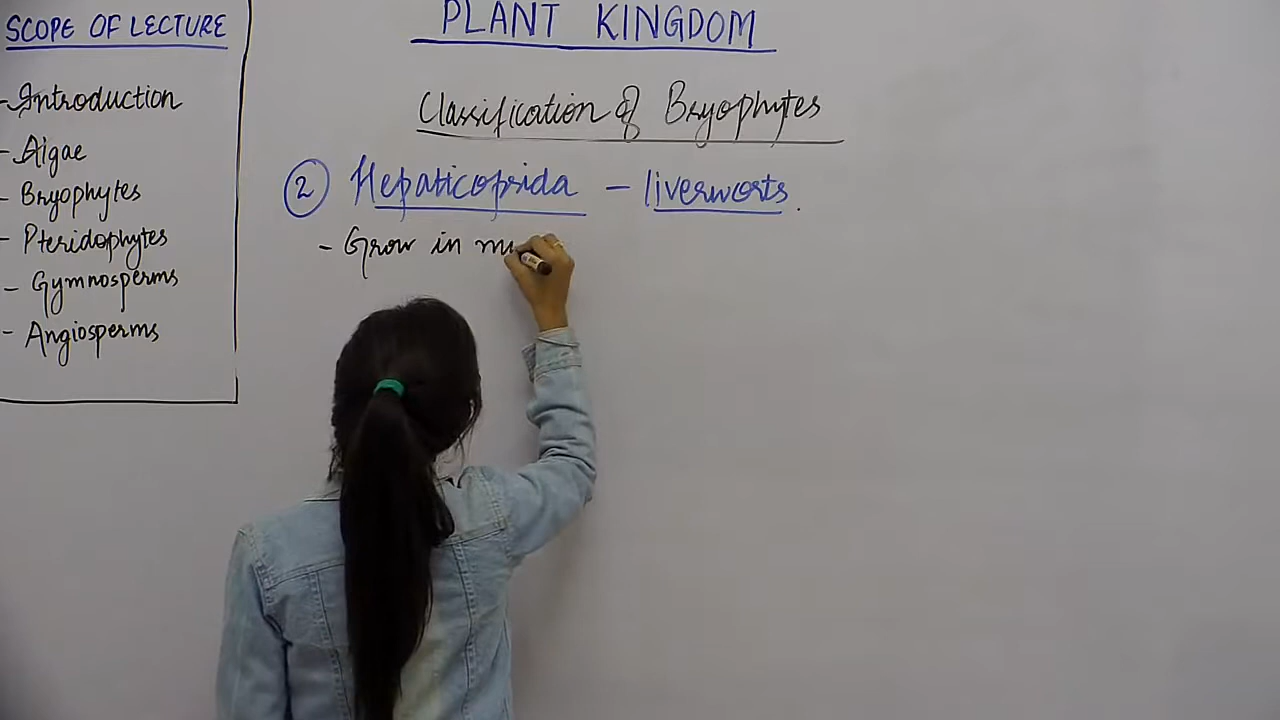 SCOPE OF LECTURE
- Introduction
- Algae
- Bryophytes
- Pteridophytes
- Gymnosperms
- Angiosperms
PLANT KINGDOM
Classification of Bryophytes
2 Hepaticopsida - liverworts.
- Grow in